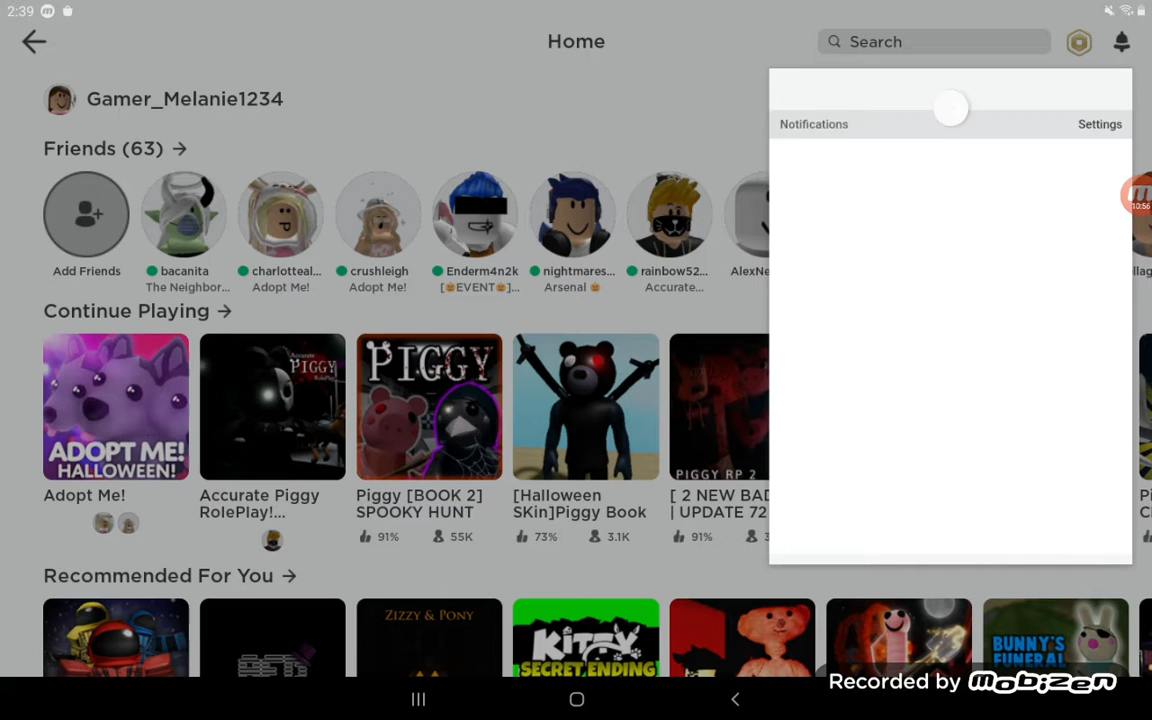 2:39
Home
Search
Gamer_Melanie1234
Notifications
Settings
Friends (63)
10:56
Add Friends
bacanita
charlotteal...
crushleigh
Enderm4n2k
nightmares...
rainbow52...
The Neighbor...
Adopt Me!
Adopt Me!
[🎃EVENT🎃]...
Arsenal 🎃
Accurate...
Continue Playing
Accurate
PIGGY
PIGGY
ADOPT ME!
HALLOWEEN!
PIGGY RP 2
Adopt Me!
Accurate Piggy
RolePlay!...
Piggy [BOOK 2]
SPOOKY HUNT
[Halloween
SKin]Piggy Book
[ 2 NEW BAD
| UPDATE 72
91%
55K
73%
3.1K
91%
Recommended For You
ZIZZY & PONY
KITTY
SECRET ENDING
BUNNY'S
FUNERAL
Recorded by mobizen